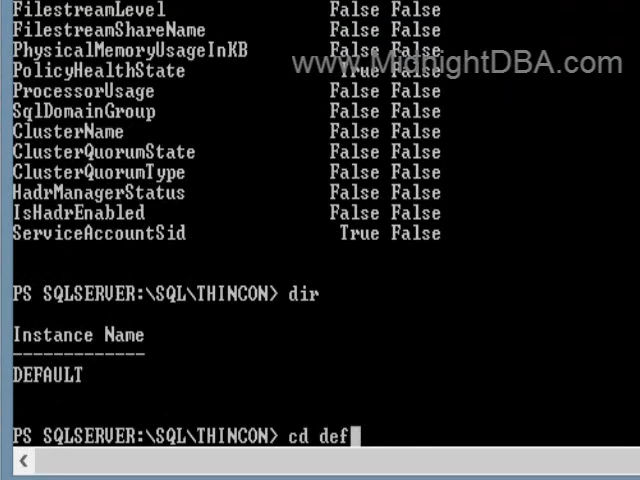 FilestreamLevel False False
FilestreamShareName False False
PhysicalMemoryUsageInKB False False
www.MidnightDBA.com
PolicyHealthState True False
ProcessorUsage False False
SqlDomainGroup False False
ClusterName False False
ClusterQuorumState False False
ClusterQuorumType False False
HadrManagerStatus False False
IsHadrEnabled False False
ServiceAccountSid True False
PS SQLSERVER:\SQL\THINCON> dir
Instance Name
-------------
DEFAULT
PS SQLSERVER:\SQL\THINCON> cd def